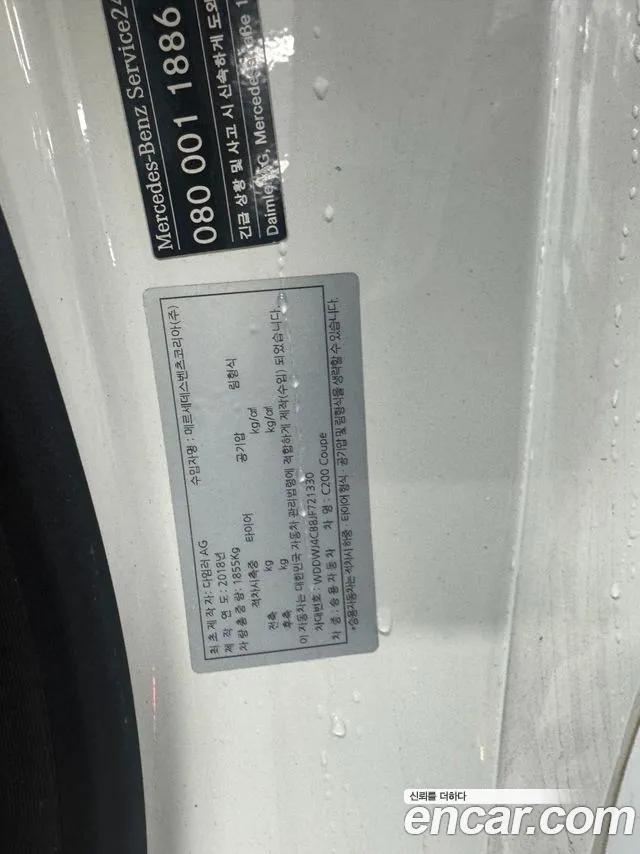 Mercedes-Benz Service24
080 001 1886
긴급 상황 및 사고 시 신속하게 도와
Daimler AG, Mercedesstraße 1
최초제작자: 다임러 AG 수입자명 : 메르세데스벤츠코리아(주)
제 작 연 도: 2018년
차량총중량: 1855Kg
적차시축중 타이어 공기압 림형식
전축 kg kg/㎠
후축 kg kg/㎠
이 자동차는 대한민국 자동차 관리법령에 적합하게 제작(수입) 되었습니다.
차대번호: WDDWJ4CB8JF721330
차 종: 승용자동차 차 명: C200 Coupe
*승용자동차는 적차시 하중 · 타이어 형식 · 공기압 및 림형식을 생략할 수 있습니다.
신뢰를 더하다
encar.com